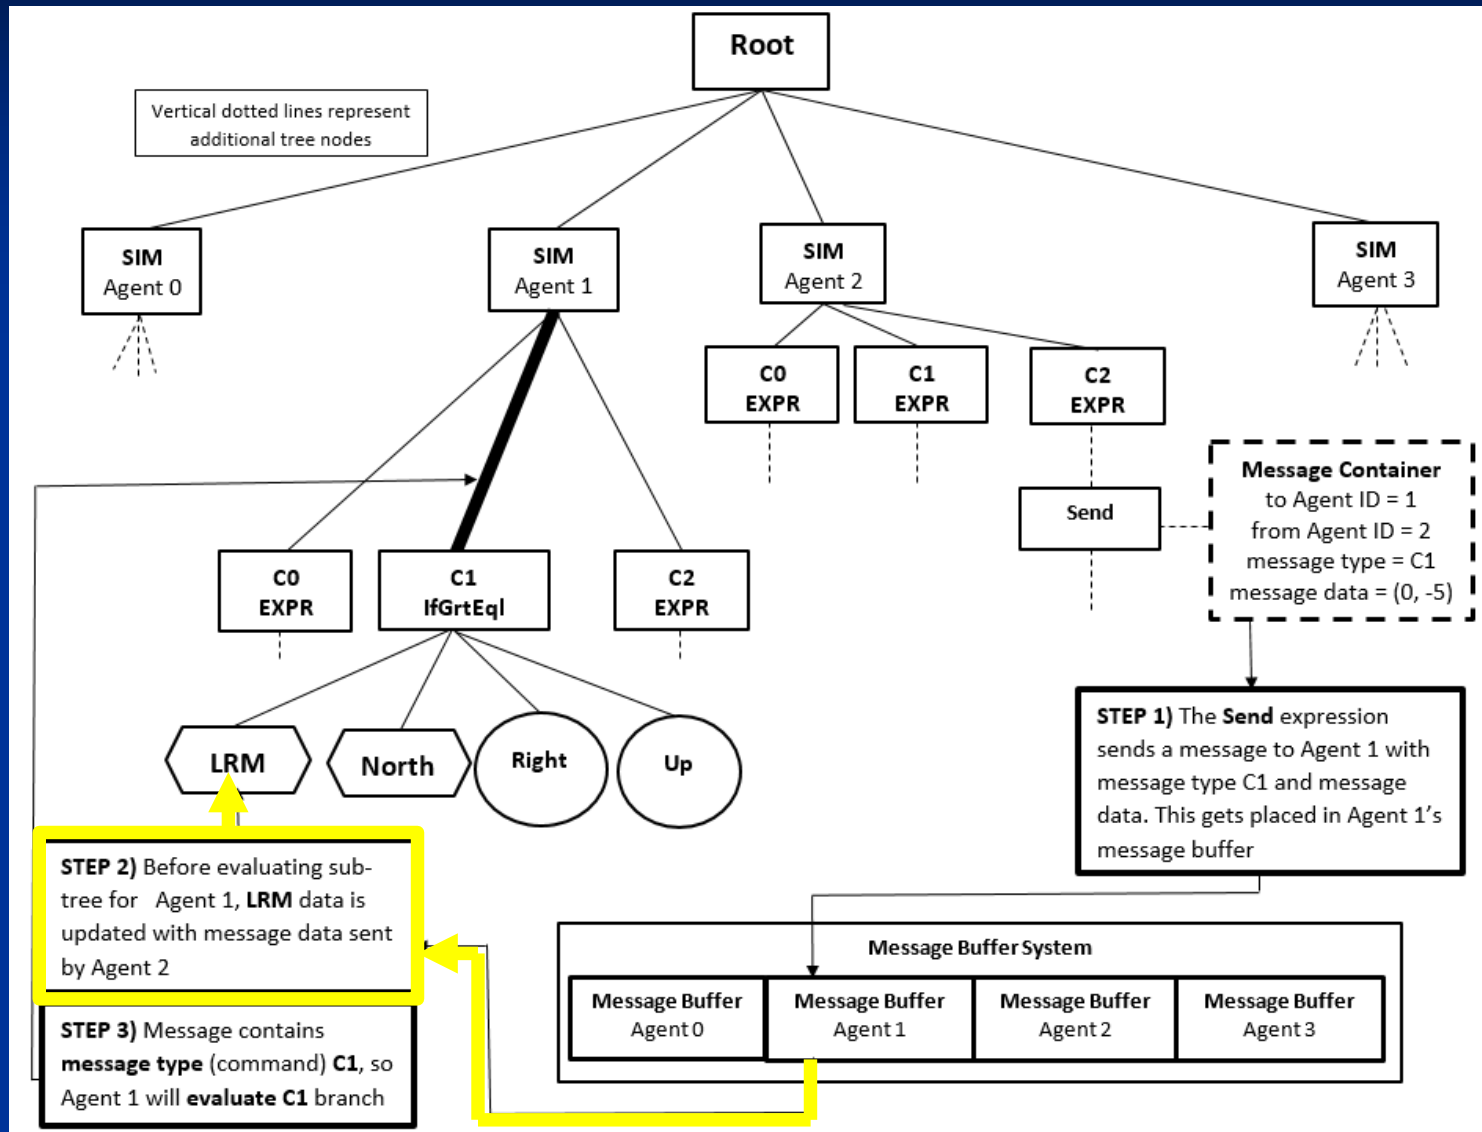 Root
Vertical dotted lines represent
additional tree nodes
SIM
Agent 0
SIM
Agent 1
SIM
Agent 2
SIM
Agent 3
C0
EXPR
C1
EXPR
C2
EXPR
Send
Message Container
to Agent ID = 1
from Agent ID = 2
message type = C1
message data = (0, -5)
C0
EXPR
C1
IfGrtEql
C2
EXPR
LRM
North
Right
Up
STEP 1) The Send expression
sends a message to Agent 1 with
message type C1 and message
data. This gets placed in Agent 1's
message buffer
STEP 2) Before evaluating sub-
tree for Agent 1, LRM data is
updated with message data sent
by Agent 2
STEP 3) Message contains
message type (command) C1, so
Agent 1 will evaluate C1 branch
Message Buffer System
Message Buffer
Agent 0
Message Buffer
Agent 1
Message Buffer
Agent 2
Message Buffer
Agent 3